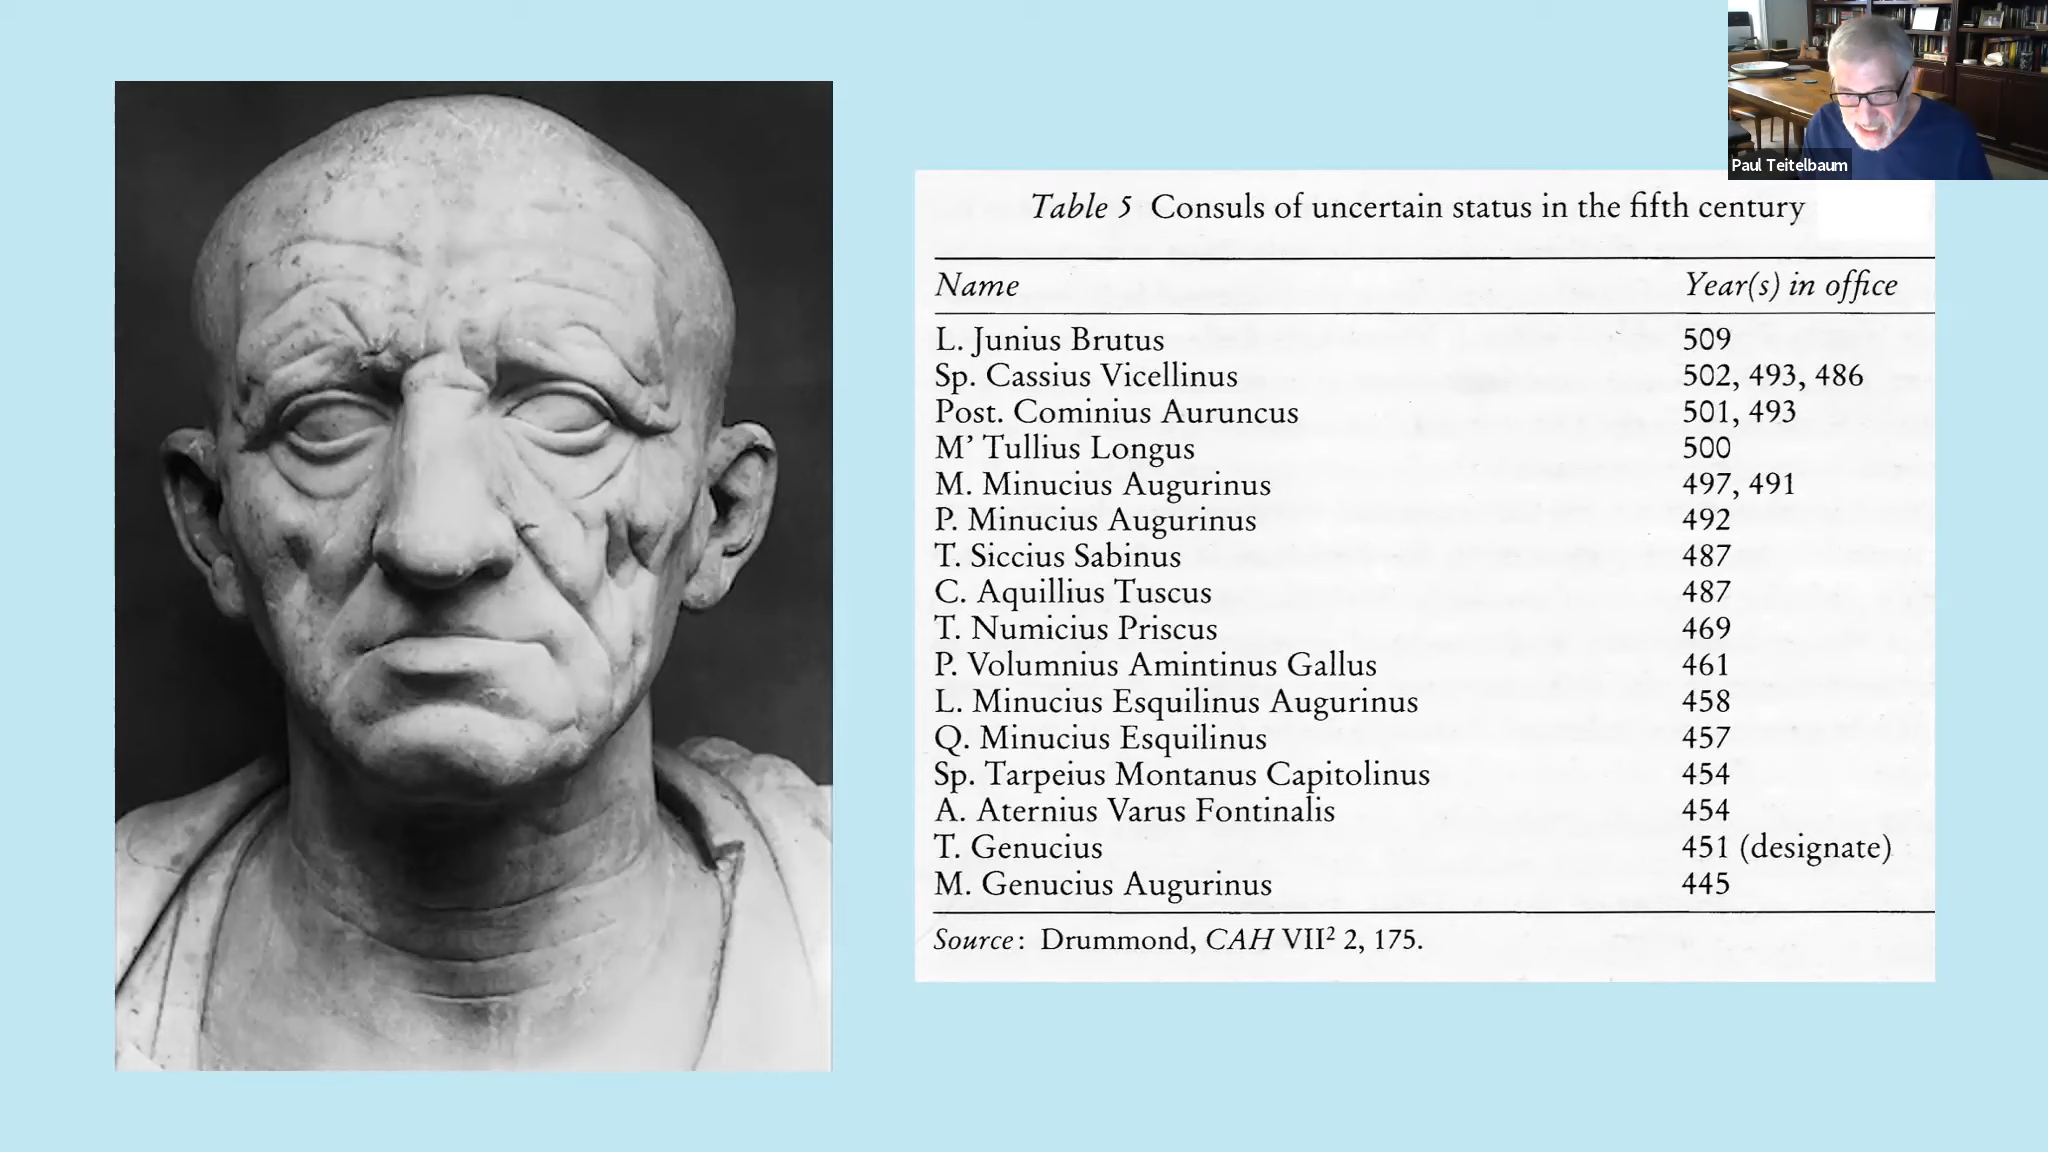 Paul Teitelbaum
Table 5 Consuls of uncertain status in the fifth century
Name Year(s) in office
L. Junius Brutus 509
Sp. Cassius Vicellinus 502, 493, 486
Post. Cominius Auruncus 501, 493
M’ Tullius Longus 500
M. Minucius Augurinus 497, 491
P. Minucius Augurinus 492
T. Siccius Sabinus 487
C. Aquillius Tuscus 487
T. Numicius Priscus 469
P. Volumnius Amintinus Gallus 461
L. Minucius Esquilinus Augurinus 458
Q. Minucius Esquilinus 457
Sp. Tarpeius Montanus Capitolinus 454
A. Aternius Varus Fontinalis 454
T. Genucius 451 (designate)
M. Genucius Augurinus 445
Source: Drummond, CAH VII² 2, 175.